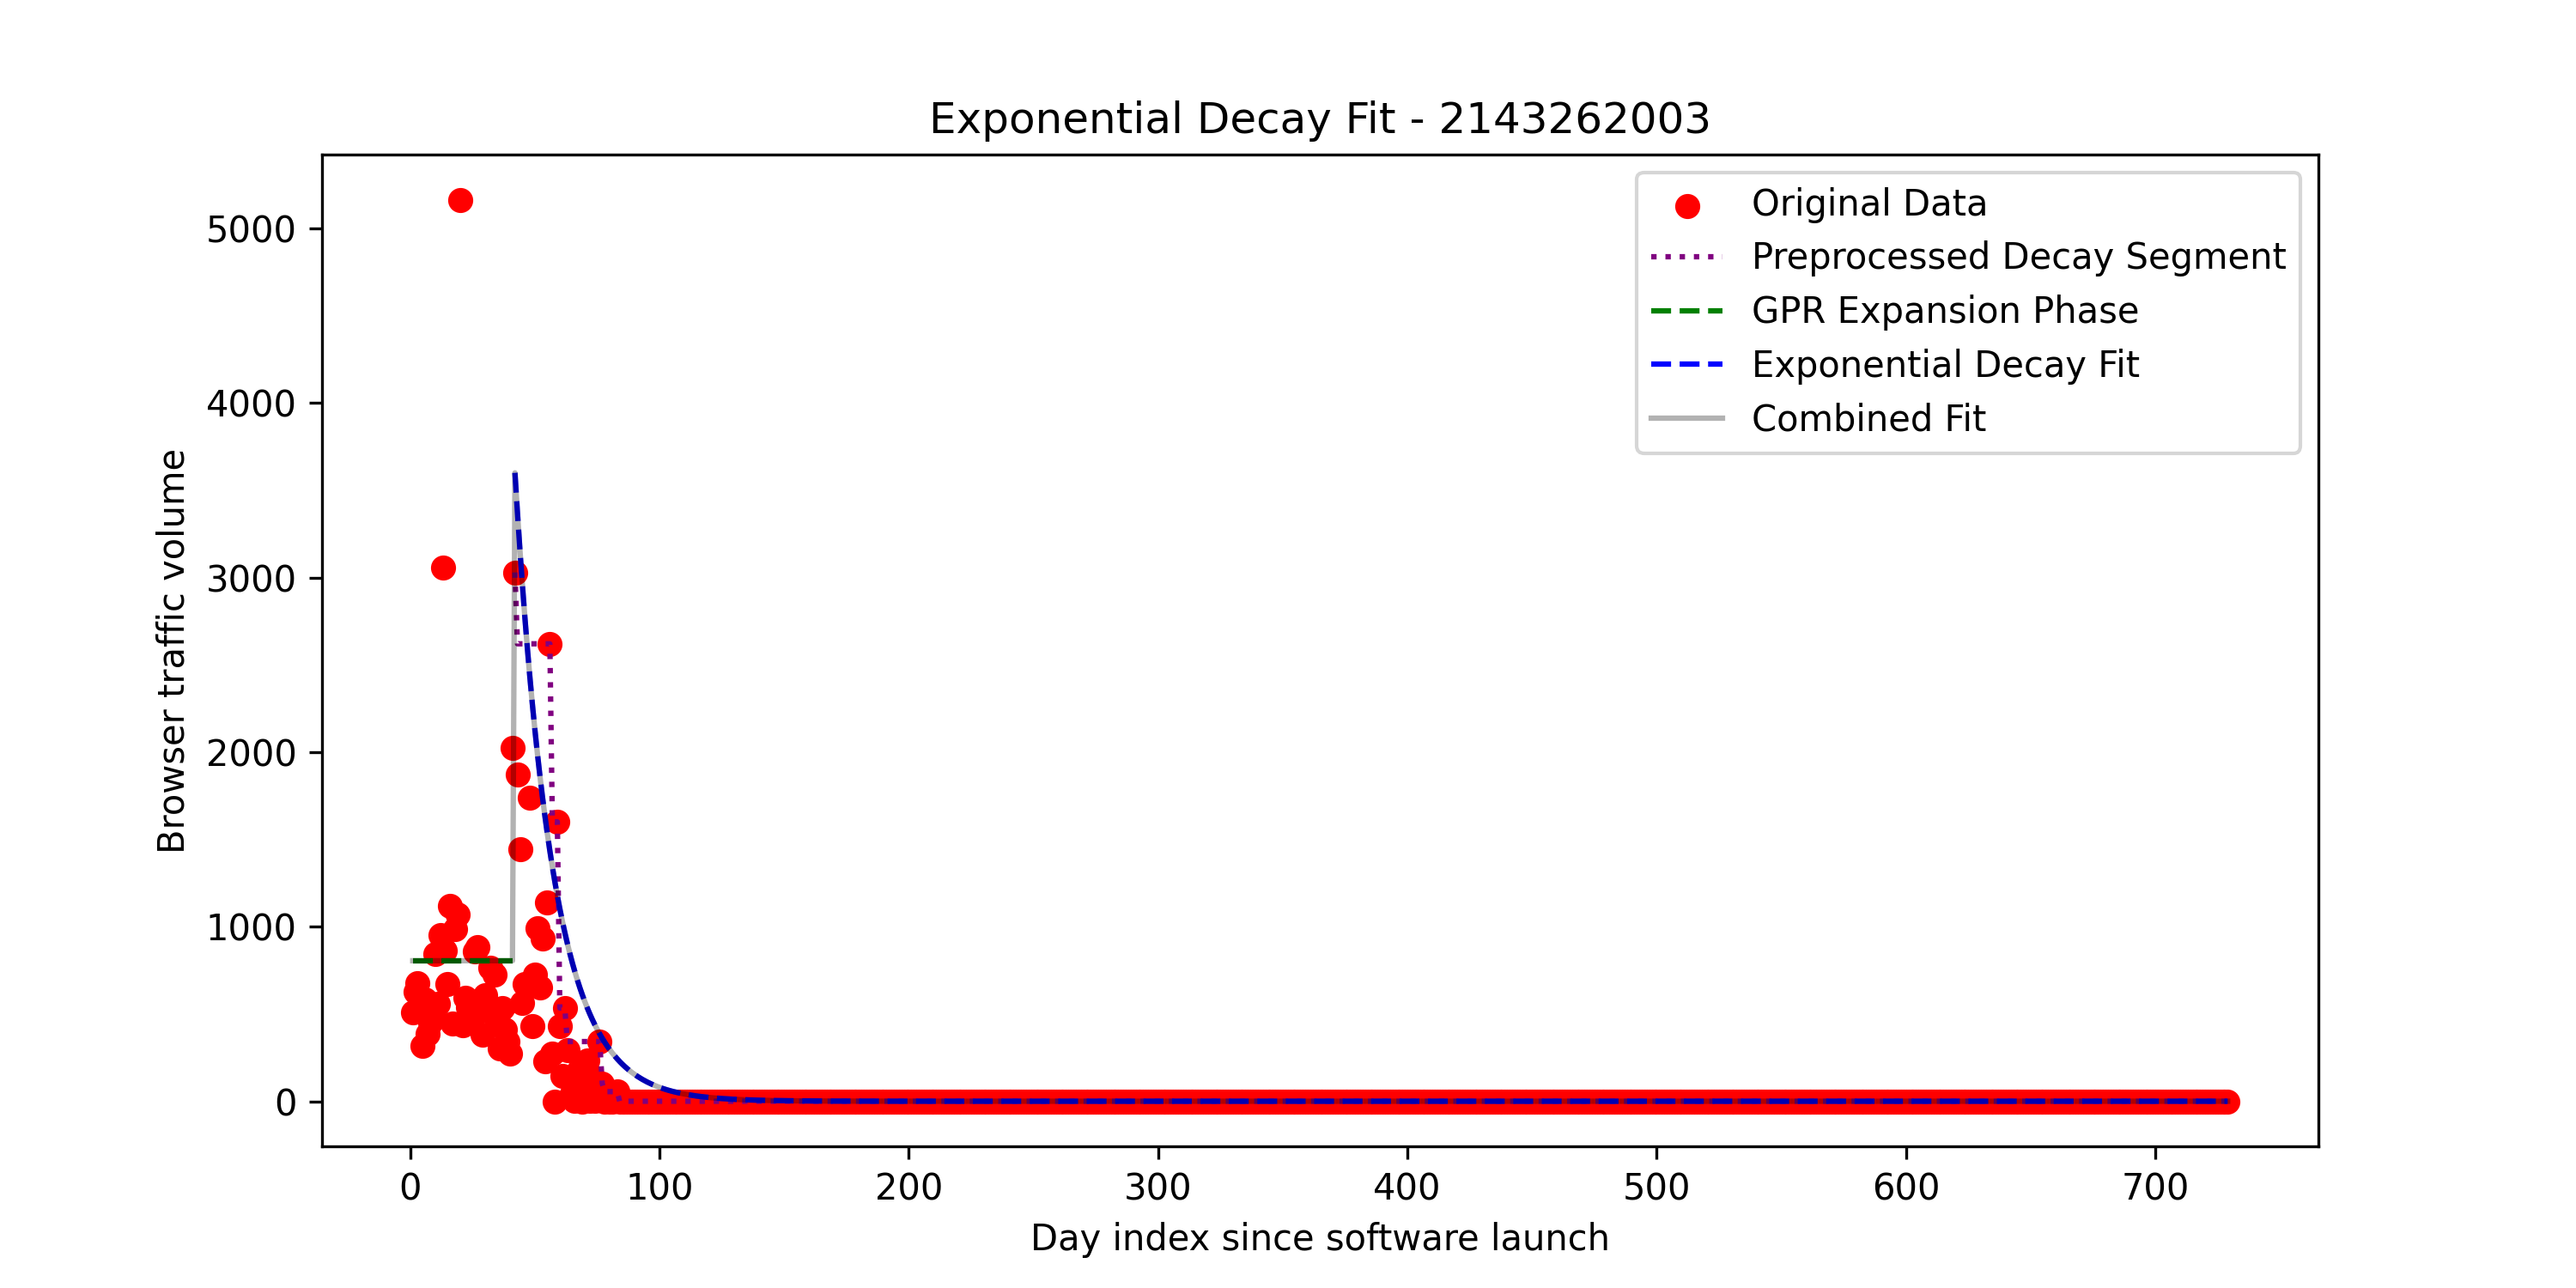 Exponential Decay Fit - 2143262003
Original Data
Preprocessed Decay Segment
GPR Expansion Phase
Exponential Decay Fit
Combined Fit
Browser traffic volume
5000
4000
3000
2000
1000
0
0 100 200 300 400 500 600 700
Day index since software launch